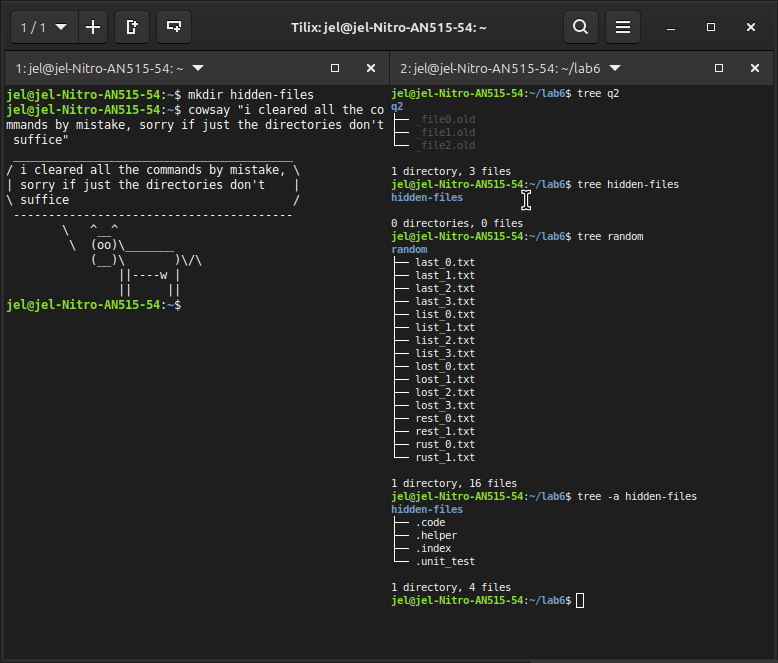 1 / 1
Tilix: jel@jel-Nitro-AN515-54: ~
1: jel@jel-Nitro-AN515-54: ~
jel@jel-Nitro-AN515-54:~$ mkdir hidden-files
jel@jel-Nitro-AN515-54:~$ cowsay "i cleared all the co
mmands by mistake, sorry if just the directories don't
 suffice"
 _______________________________________
/ i cleared all the commands by mistake, \
| sorry if just the directories don't    |
\ suffice                                /
 ----------------------------------------
        \   ^__^
         \  (oo)\_______
            (__)\       )\/\
                ||----w |
                ||     ||
jel@jel-Nitro-AN515-54:~$
2: jel@jel-Nitro-AN515-54: ~/lab6
jel@jel-Nitro-AN515-54:~/lab6$ tree q2
q2
├── _file0.old
├── _file1.old
└── _file2.old
1 directory, 3 files
jel@jel-Nitro-AN515-54:~/lab6$ tree hidden-files
hidden-files
0 directories, 0 files
jel@jel-Nitro-AN515-54:~/lab6$ tree random
random
├── last_0.txt
├── last_1.txt
├── last_2.txt
├── last_3.txt
├── list_0.txt
├── list_1.txt
├── list_2.txt
├── list_3.txt
├── lost_0.txt
├── lost_1.txt
├── lost_2.txt
├── lost_3.txt
├── rest_0.txt
├── rest_1.txt
├── rust_0.txt
└── rust_1.txt
1 directory, 16 files
jel@jel-Nitro-AN515-54:~/lab6$ tree -a hidden-files
hidden-files
├── .code
├── .helper
├── .index
└── .unit_test
1 directory, 4 files
jel@jel-Nitro-AN515-54:~/lab6$